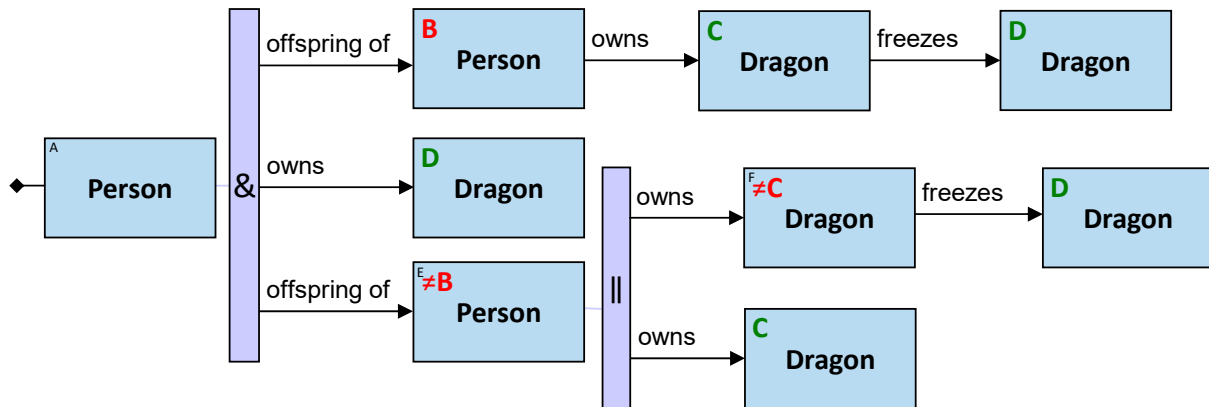 offspring of
B
Person
owns
C
Dragon
freezes
D
Dragon
A
Person
&
owns
D
Dragon
offspring of
E
≠B
Person
||
owns
F
≠C
Dragon
freezes
D
Dragon
owns
C
Dragon